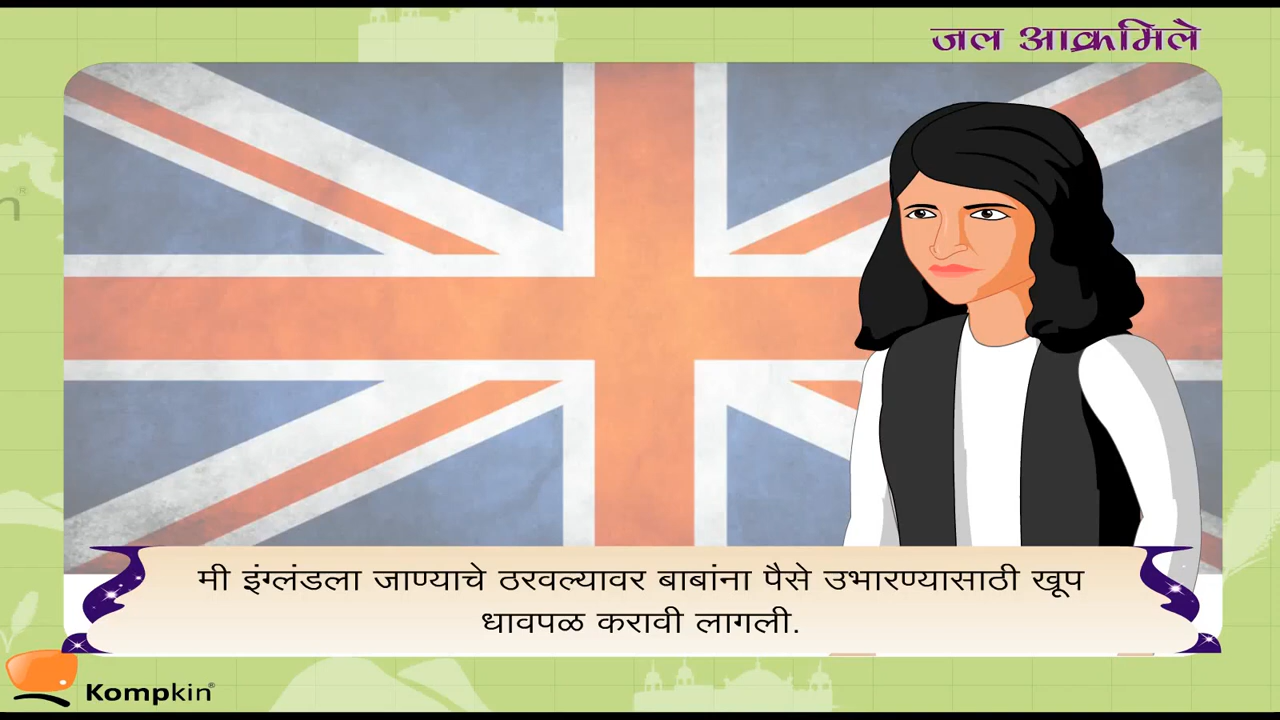 जल आक्रमिले
मी इंग्लंडला जाण्याचे ठरवल्यावर बाबांना पैसे उभारण्यासाठी खूप
धावपळ करावी लागली.
Kompkin®